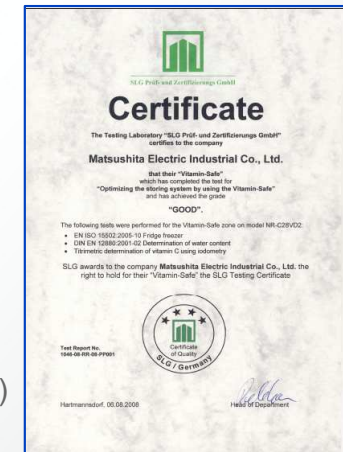 SLG Prüf- und Zertifizierungs GmbH
Certificate
The Testing Laboratory "SLG Prüf- und Zertifizierungs GmbH"
certifies to the company
Matsushita Electric Industrial Co., Ltd.
that their "Vitamin-Safe"
which has completed the test for
"Optimizing the storing system by using the Vitamin-Safe"
and has achieved the grade
"GOOD".
The following tests were performed for the Vitamin-Safe zone on model NR-C28VD2:
• EN ISO 15502:2005-10 Fridge freezer
• DIN EN 12880:2001-02 Determination of water content
• Titrimetric determination of vitamin C using iodometry
SLG awards to the company Matsushita Electric Industrial Co., Ltd. the
right to hold for their "Vitamin-Safe" the SLG Testing Certificate
Certificate
of Quality
SLG / Germany
Test Report No.
1046-08-RR-08-PP001
)
Hartmannsdorf, 06.08.2008
Head of Department